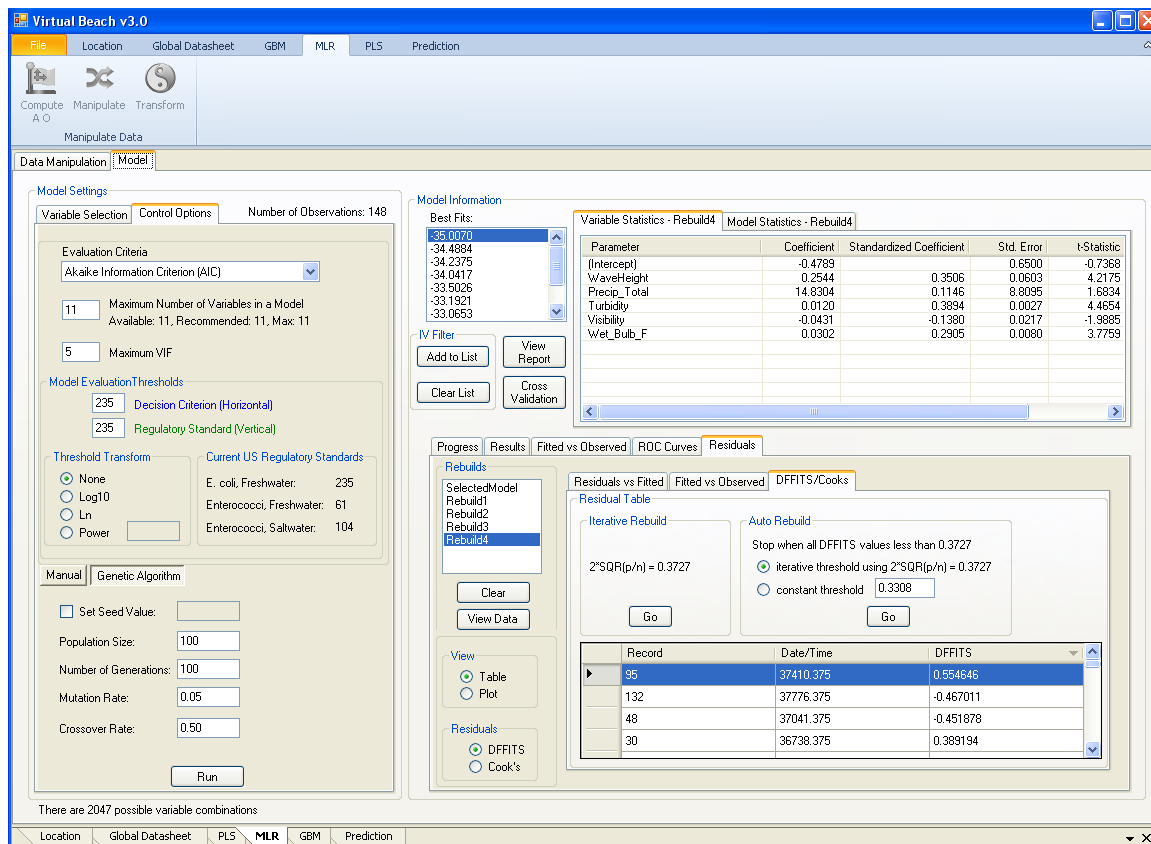 Virtual Beach v3.0
File Location Global Datasheet GBM MLR PLS Prediction
Compute A O Manipulate Transform
Manipulate Data
Data Manipulation Model
Model Settings
Variable Selection Control Options Number of Observations: 148
Evaluation Criteria
Akaike Information Criterion (AIC)
11 Maximum Number of Variables in a Model
Available: 11, Recommended: 11, Max: 11
5 Maximum VIF
Model EvaluationThresholds
235 Decision Criterion (Horizontal)
235 Regulatory Standard (Vertical)
Threshold Transform
None
Log10
Ln
Power
Current US Regulatory Standards
E. coli, Freshwater: 235
Enterococci, Freshwater: 61
Enterococci, Saltwater: 104
Manual Genetic Algorithm
Set Seed Value:
Population Size: 100
Number of Generations: 100
Mutation Rate: 0.05
Crossover Rate: 0.50
Run
There are 2047 possible variable combinations
Model Information
Best Fits:
-35.0070
-34.4884
-34.2375
-34.0417
-33.5026
-33.1921
-33.0653
IV Filter
Add to List
Clear List
View Report
Cross Validation
Variable Statistics - Rebuild4 Model Statistics - Rebuild4
Parameter Coefficient Standardized Coefficient Std. Error t-Statistic
(Intercept) -0.4789 0.6500 -0.7368
WaveHeight 0.2544 0.3506 0.0603 4.2175
Precip_Total 14.8304 0.1146 8.8095 1.6834
Turbidity 0.0120 0.3894 0.0027 4.4654
Visibility -0.0431 -0.1380 0.0217 -1.9885
Wet_Bulb_F 0.0302 0.2905 0.0080 3.7759
Progress Results Fitted vs Observed ROC Curves Residuals
Rebuilds
SelectedModel
Rebuild1
Rebuild2
Rebuild3
Rebuild4
Clear
View Data
View
Table
Plot
Residuals
DFFITS
Cook's
Residuals vs Fitted Fitted vs Observed DFFITS/Cooks
Residual Table
Iterative Rebuild
2*SQR(p/n) = 0.3727
Go
Auto Rebuild
Stop when all DFFITS values less than 0.3727
iterative threshold using 2*SQR(p/n) = 0.3727
constant threshold 0.3308
Go
Record Date/Time DFFITS
95 37410.375 0.554646
132 37776.375 -0.467011
48 37041.375 -0.451878
30 36738.375 0.389194
Location Global Datasheet PLS MLR GBM Prediction